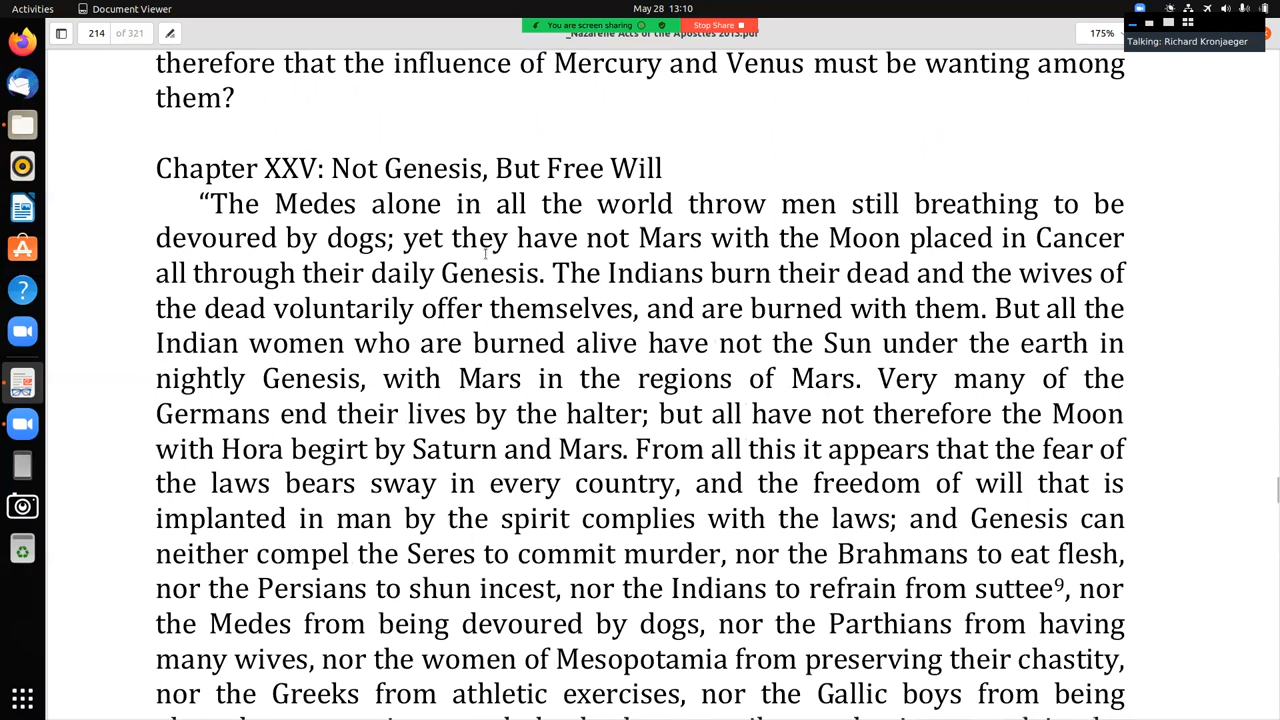 Activities
Document Viewer
May 28 13:10
You are screen sharing
Stop Share
214 of 321
_Nazarene Acts of the Apostles 2013.pdf
175%
Talking: Richard Kronjaeger
therefore that the influence of Mercury and Venus must be wanting among
them?
Chapter XXV: Not Genesis, But Free Will
“The Medes alone in all the world throw men still breathing to be
devoured by dogs; yet they have not Mars with the Moon placed in Cancer
all through their daily Genesis. The Indians burn their dead and the wives of
the dead voluntarily offer themselves, and are burned with them. But all the
Indian women who are burned alive have not the Sun under the earth in
nightly Genesis, with Mars in the regions of Mars. Very many of the
Germans end their lives by the halter; but all have not therefore the Moon
with Hora begirt by Saturn and Mars. From all this it appears that the fear of
the laws bears sway in every country, and the freedom of will that is
implanted in man by the spirit complies with the laws; and Genesis can
neither compel the Seres to commit murder, nor the Brahmans to eat flesh,
nor the Persians to shun incest, nor the Indians to refrain from suttee⁹, nor
the Medes from being devoured by dogs, nor the Parthians from having
many wives, nor the women of Mesopotamia from preserving their chastity,
nor the Greeks from athletic exercises, nor the Gallic boys from being